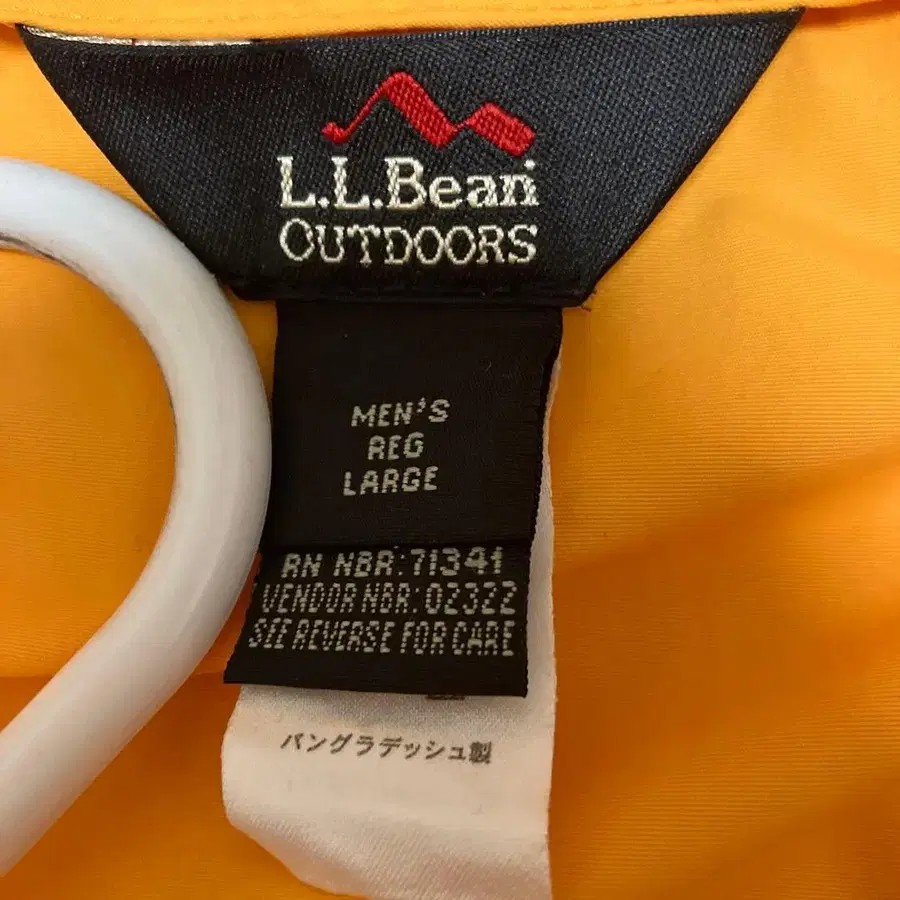 L.L.Bean
OUTDOORS
MEN'S
REG
LARGE
RN NBR:71341
VENDOR NBR:02322
SEE REVERSE FOR CARE
バングラデッシュ製